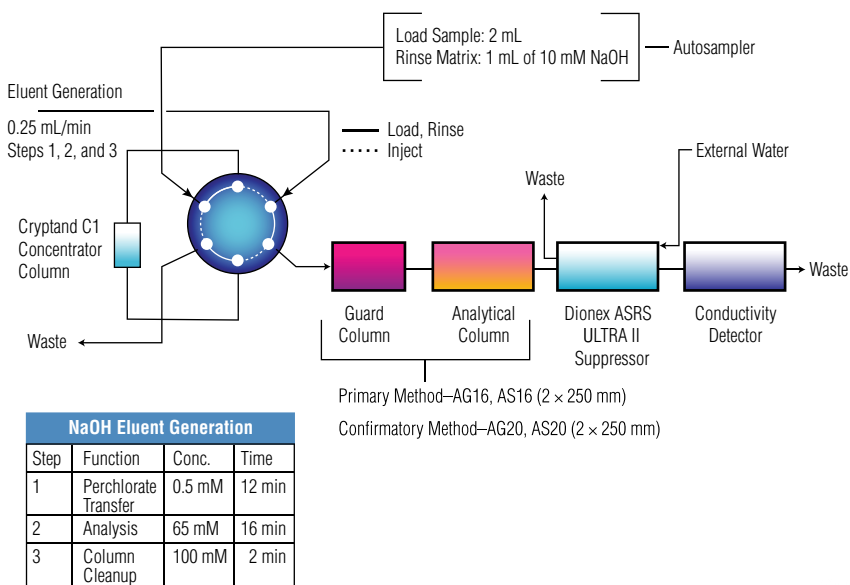 Load Sample: 2 mL
Rinse Matrix: 1 mL of 10 mM NaOH
Autosampler
Eluent Generation
0.25 mL/min
Steps 1, 2, and 3
Load, Rinse
Inject
External Water
Waste
Cryptand C1
Concentrator
Column
Waste
Waste
Guard
Column
Analytical
Column
Dionex ASRS
ULTRA II
Suppressor
Conductivity
Detector
Primary Method–AG16, AS16 (2 × 250 mm)
Confirmatory Method–AG20, AS20 (2 × 250 mm)
NaOH Eluent Generation
Step Function Conc. Time
1 Perchlorate Transfer 0.5 mM 12 min
2 Analysis 65 mM 16 min
3 Column Cleanup 100 mM 2 min